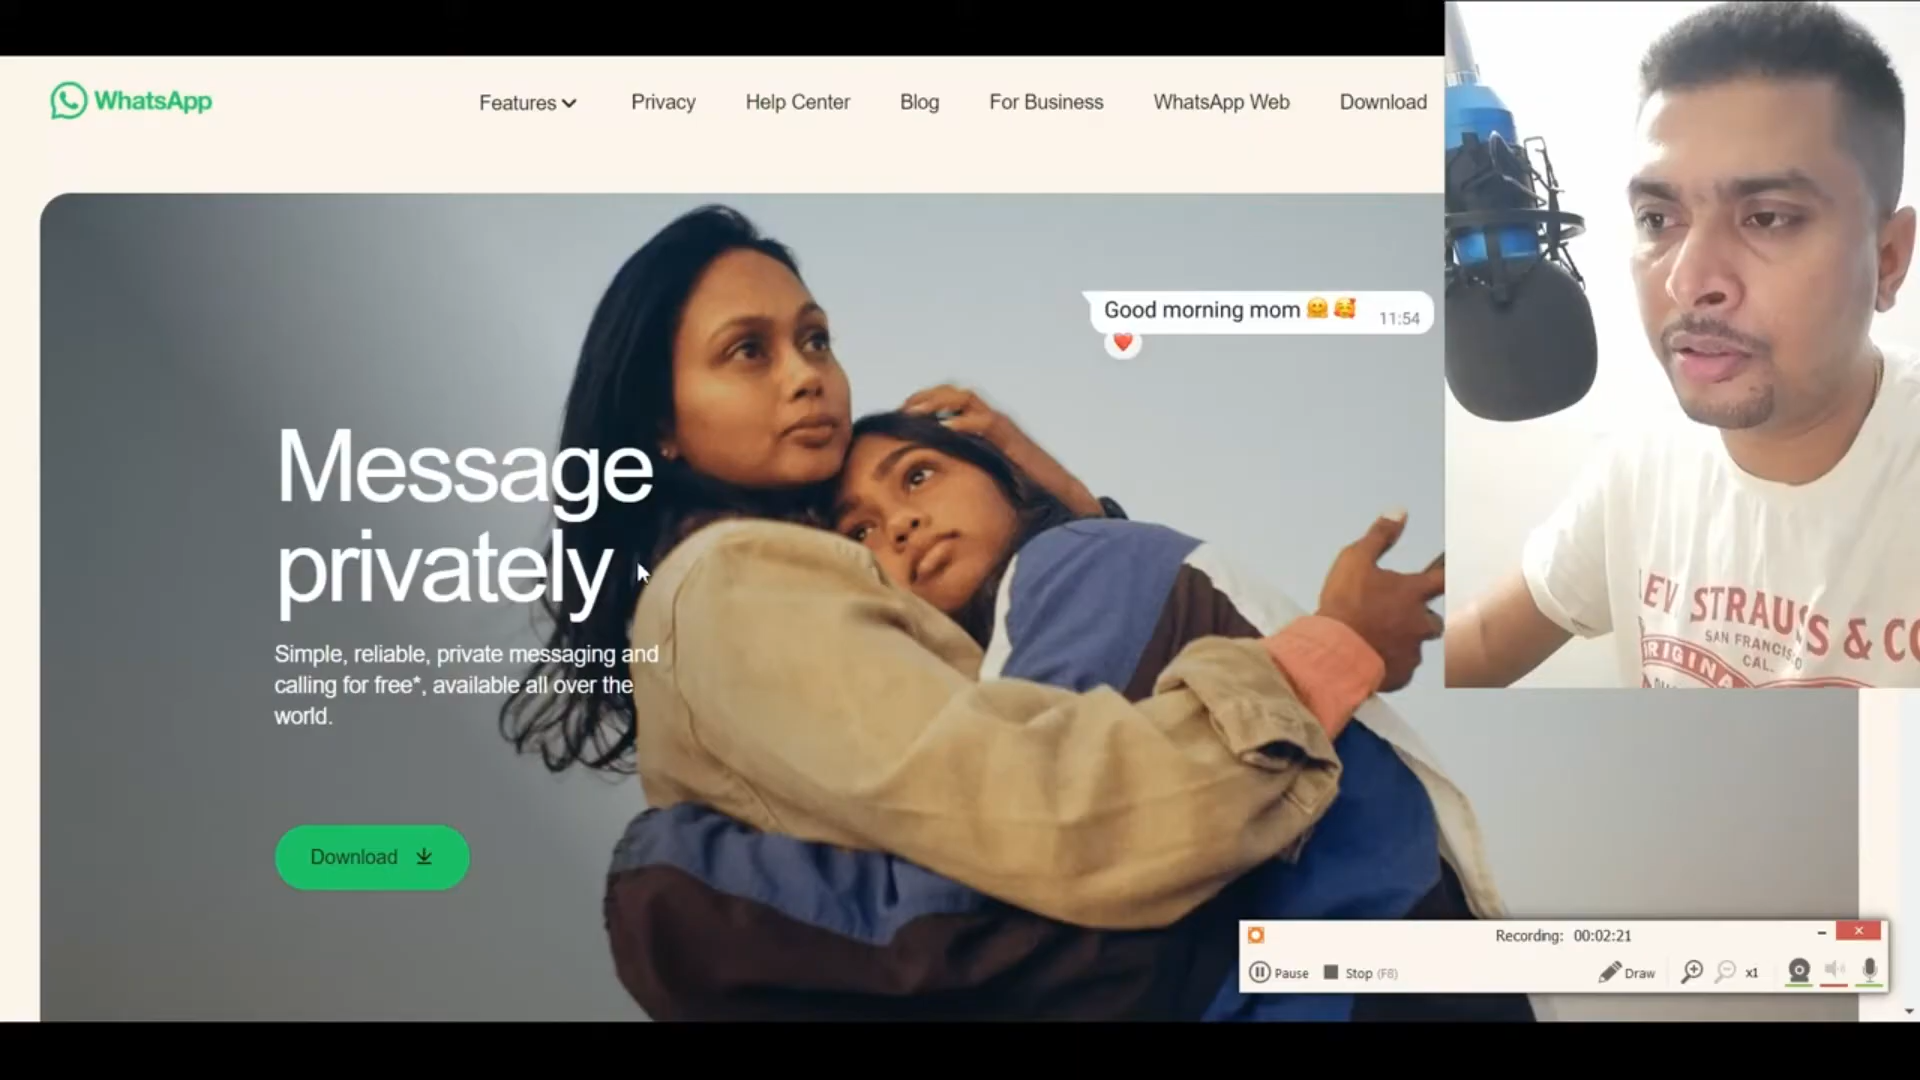 WhatsApp
Features
Privacy
Help Center
Blog
For Business
WhatsApp Web
Download
Good morning mom 🤗🥰 11:54
❤️
Message
privately
Simple, reliable, private messaging and
calling for free*, available all over the
world.
Download
STRAUSS & CO
SAN FRANCISCO
CAL.
Recording: 00:02:21
Pause
Stop (F8)
Draw
x1